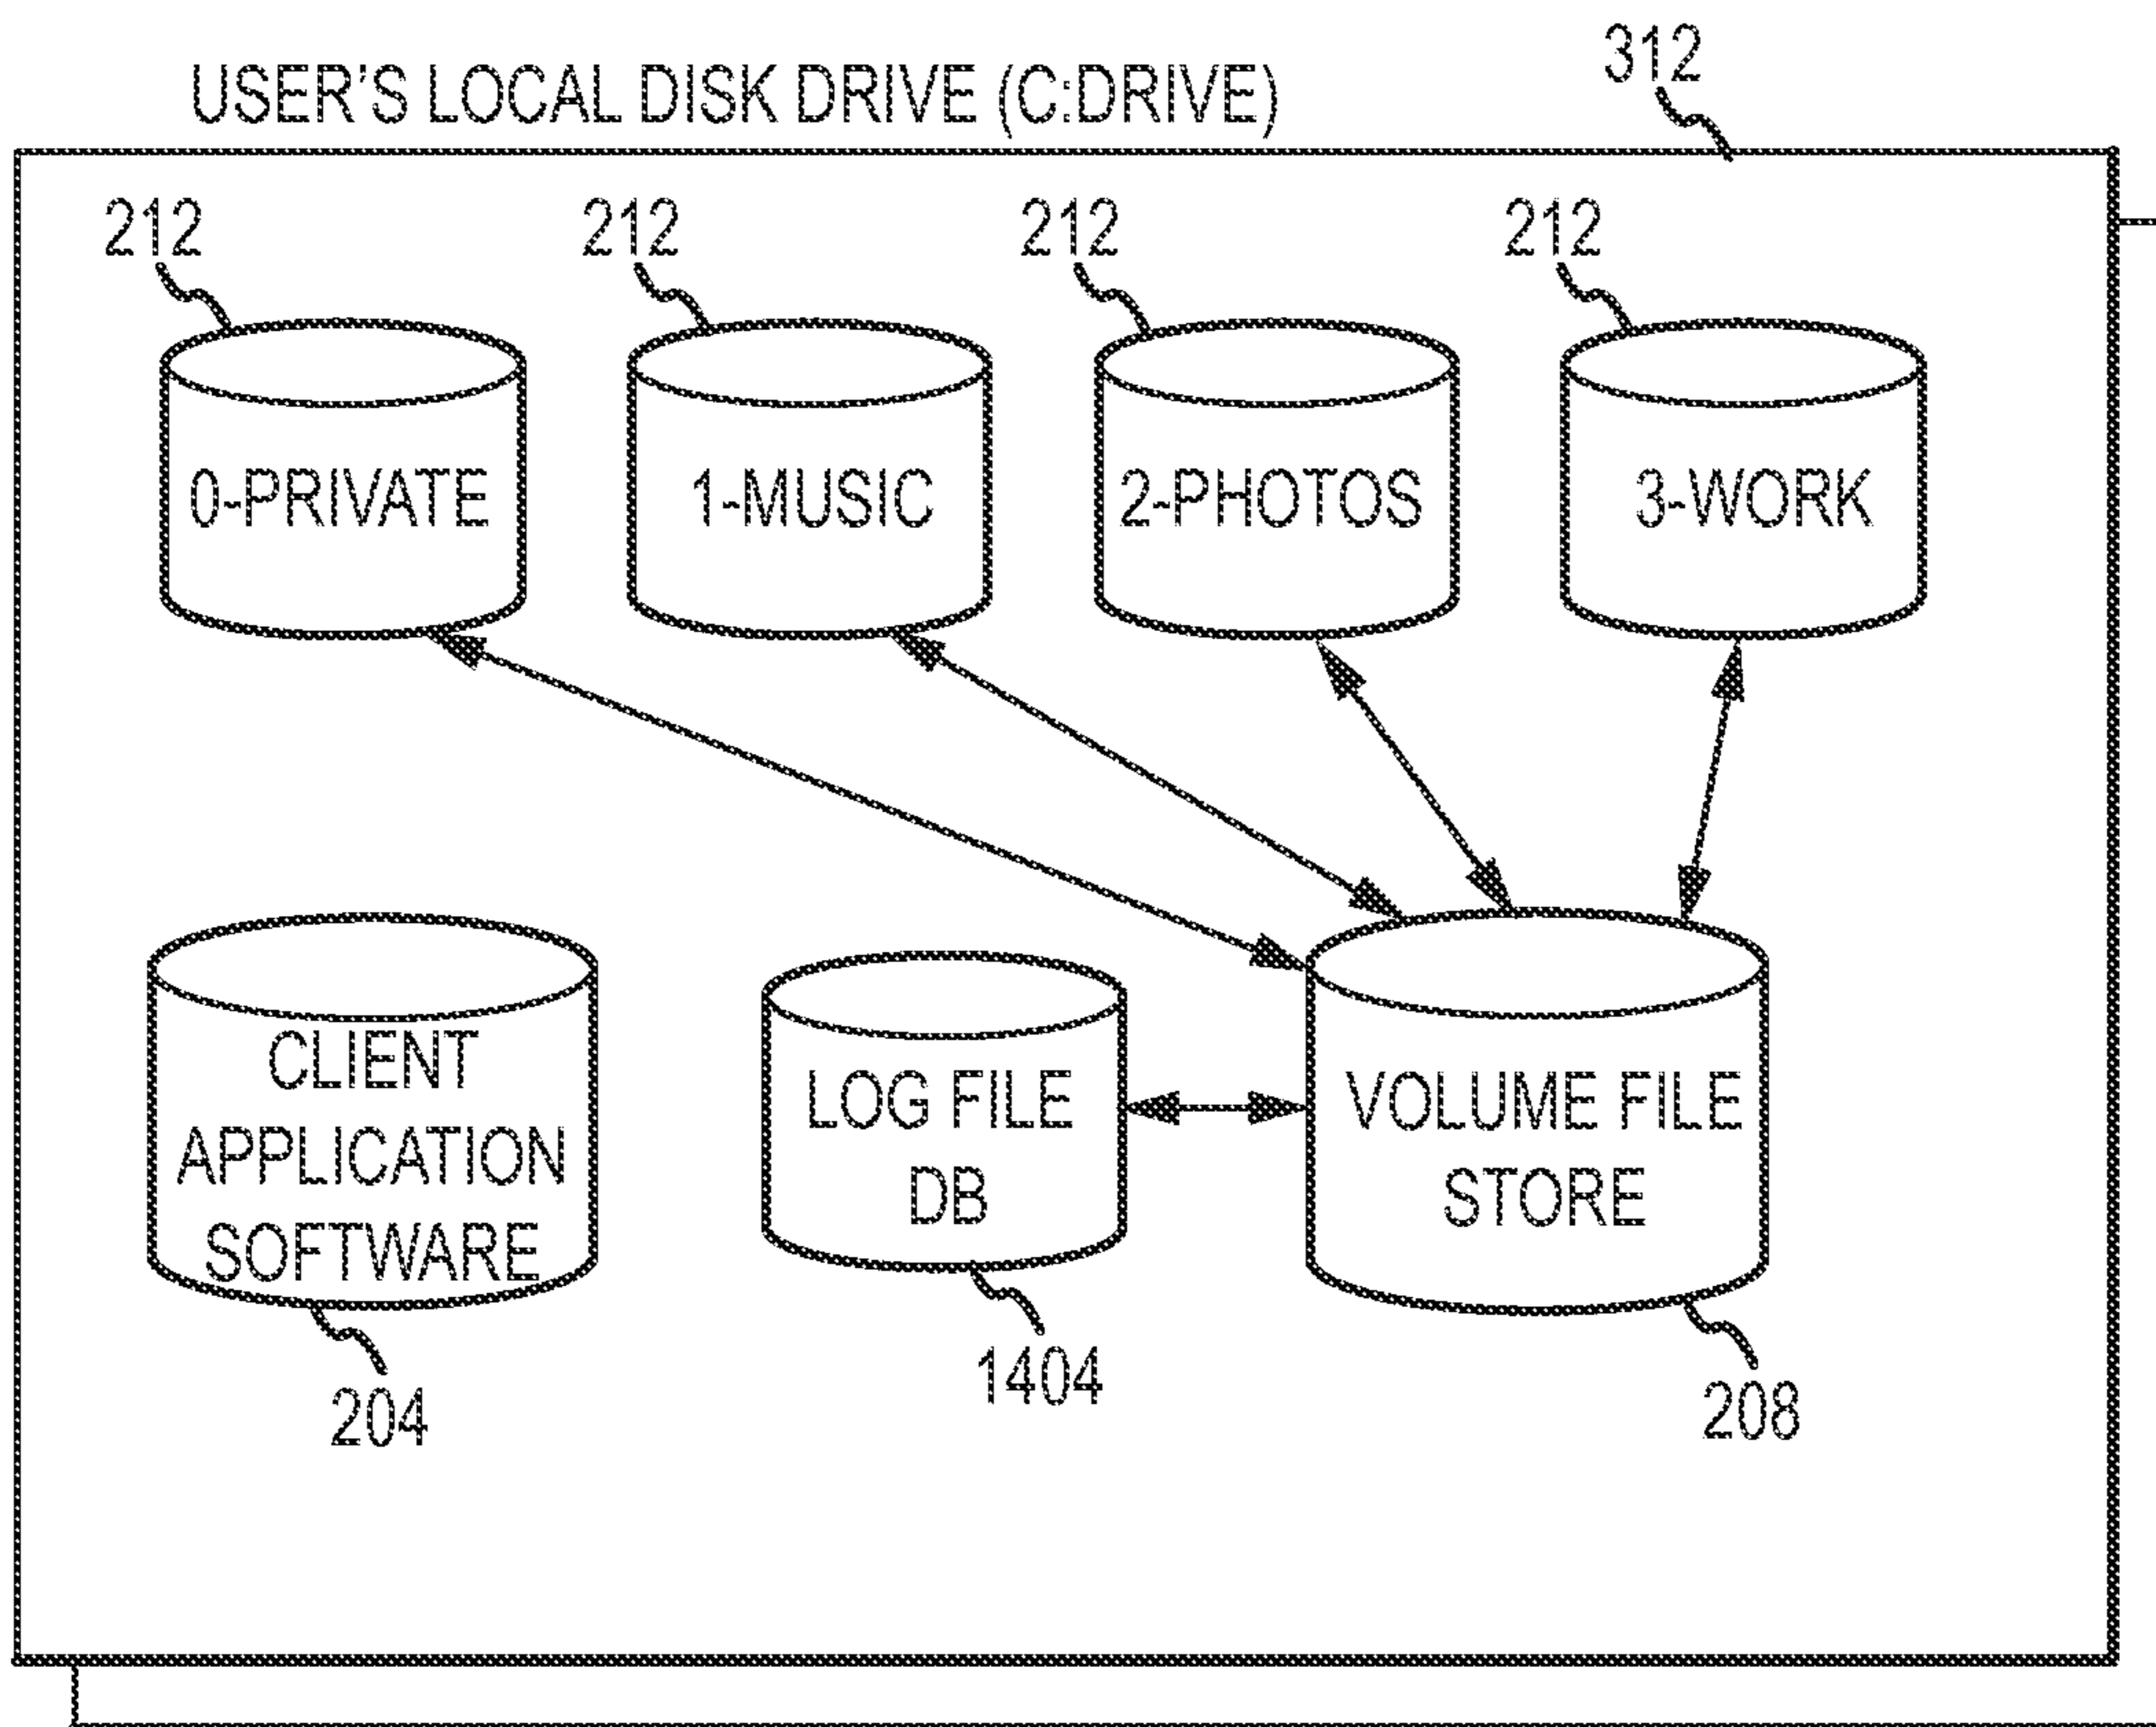 312
USER'S LOCAL DISK DRIVE (C:DRIVE)
212 212 212 212
0-PRIVATE 1-MUSIC 2-PHOTOS 3-WORK
CLIENT
APPLICATION
SOFTWARE
LOG FILE
DB
VOLUME FILE
STORE
204
1404
208